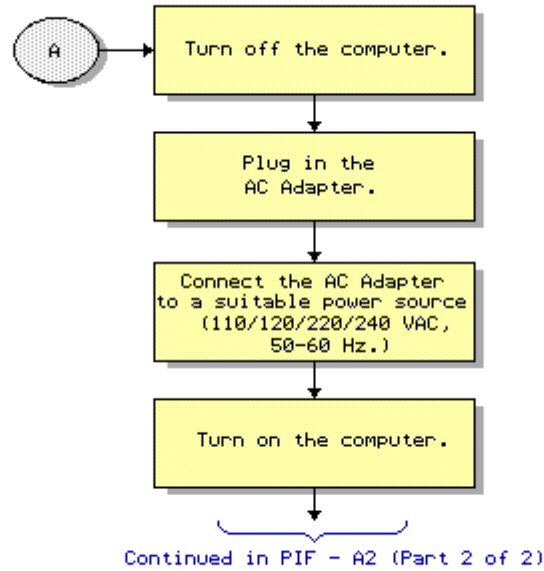 A
Turn off the computer.
Plug in the
AC Adapter.
Connect the AC Adapter
to a suitable power source
(110/120/220/240 VAC,
50-60 Hz.)
Turn on the computer.
Continued in PIF - A2 (Part 2 of 2)